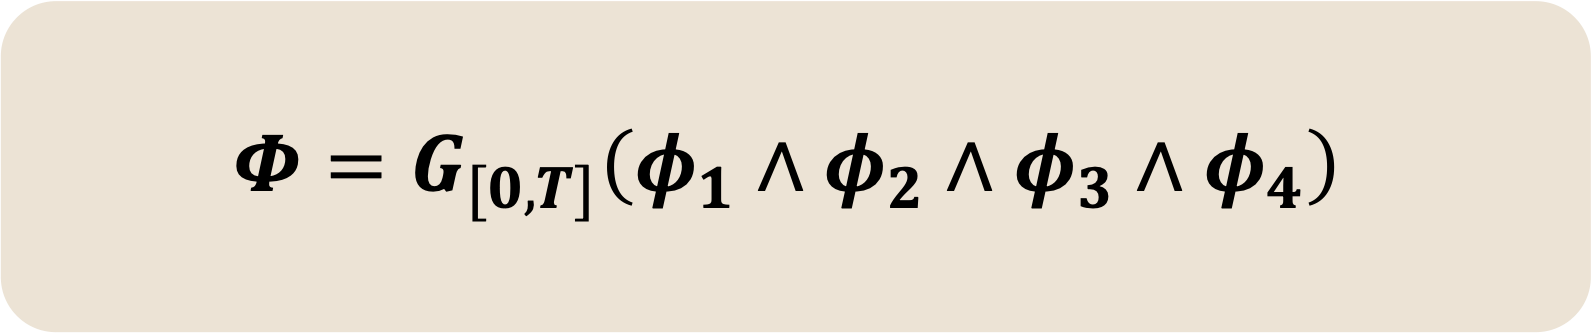 Φ = G[0,T](ϕ1 ∧ ϕ2 ∧ ϕ3 ∧ ϕ4)